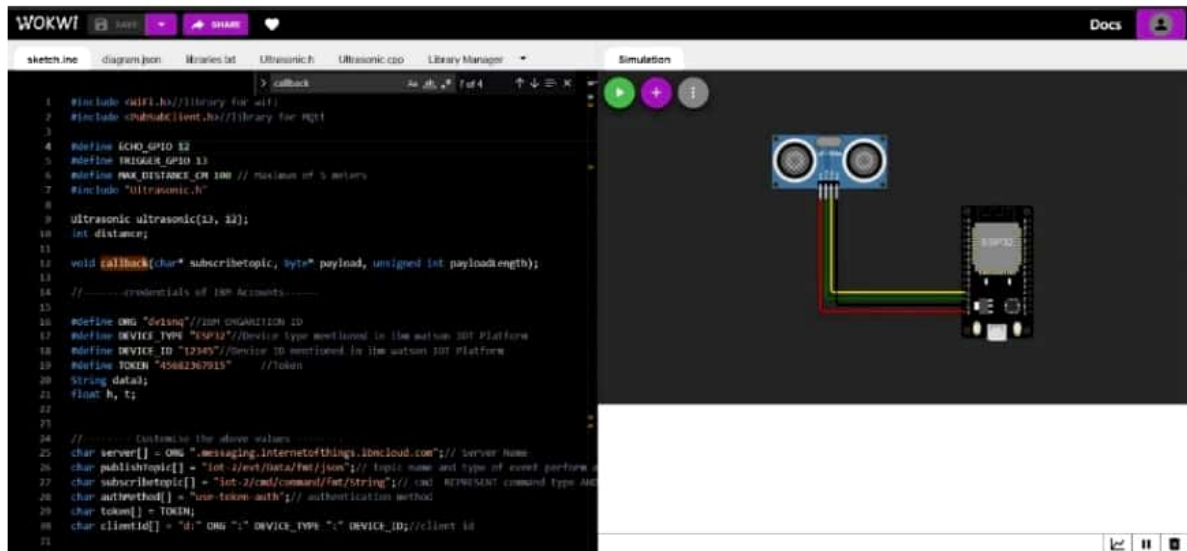 WOKWI SAVE SHARE Docs
sketch.ino diagram.json libraries.txt Ultrasonic.h Ultrasonic.cpp Library Manager Simulation
> callback Aa ab ? of 4
1 #include <WiFi.h>//library for wifi
2 #include <PubSubClient.h>//library for MQtt
3
4 #define ECHO_GPIO 12
5 #define TRIGGER_GPIO 13
6 #define MAX_DISTANCE_CM 100 // Maximum of 5 meters
7 #include "Ultrasonic.h"
8
9 Ultrasonic ultrasonic(13, 12);
10 int distance;
11
12 void callback(char* subscribetopic, byte* payload, unsigned int payloadLength);
13
14 //-------credentials of IBM Accounts------
15
16 #define ORG "dv1snq"//IBM ORGANITION ID
17 #define DEVICE_TYPE "ESP32"//Device type mentioned in ibm watson IOT Platform
18 #define DEVICE_ID "12345"//Device ID mentioned in ibm watson IOT Platform
19 #define TOKEN "45682367915" //Token
20 String data3;
21 float h, t;
22
23
24 //-------- Customise the above values --------
25 char server[] = ORG ".messaging.internetofthings.ibmcloud.com";// Server Name
26 char publishTopic[] = "iot-2/evt/Data/fmt/json";// topic name and type of event perform a
27 char subscribetopic[] = "iot-2/cmd/command/fmt/String";// cmd REPRESENT command type AND
28 char authMethod[] = "use-token-auth";// authentication method
29 char token[] = TOKEN;
30 char clientId[] = "d:" ORG ":" DEVICE_TYPE ":" DEVICE_ID;//client id
31
ESP32